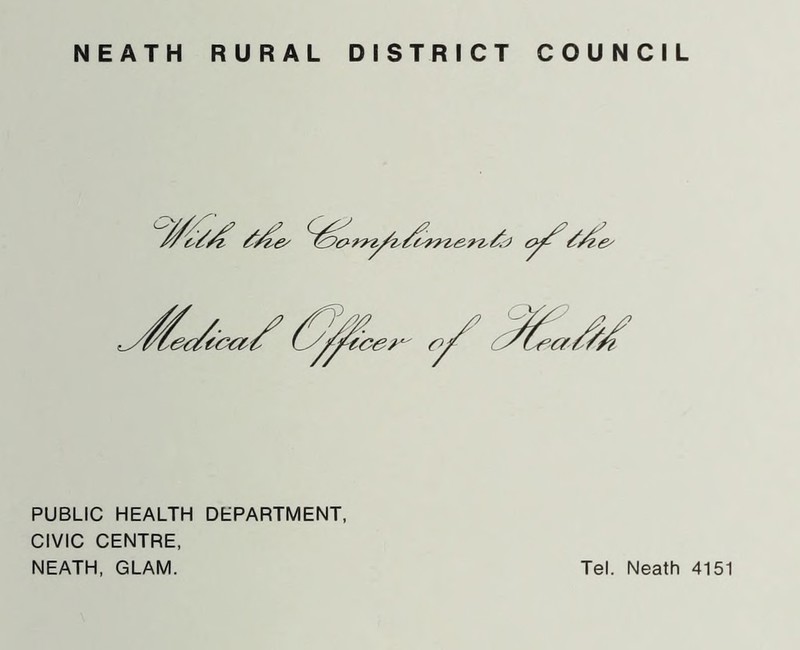 NEATH RURAL DISTRICT COUNCIL
With the Compliments of the
Medical Officer of Health
PUBLIC HEALTH DEPARTMENT,
CIVIC CENTRE,
NEATH, GLAM.
Tel. Neath 4151